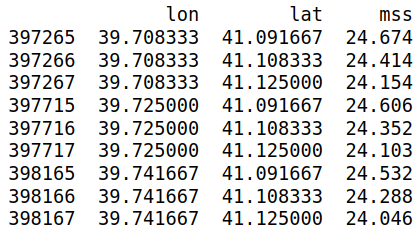 lon lat mss
397265 39.708333 41.091667 24.674
397266 39.708333 41.108333 24.414
397267 39.708333 41.125000 24.154
397715 39.725000 41.091667 24.606
397716 39.725000 41.108333 24.352
397717 39.725000 41.125000 24.103
398165 39.741667 41.091667 24.532
398166 39.741667 41.108333 24.288
398167 39.741667 41.125000 24.046